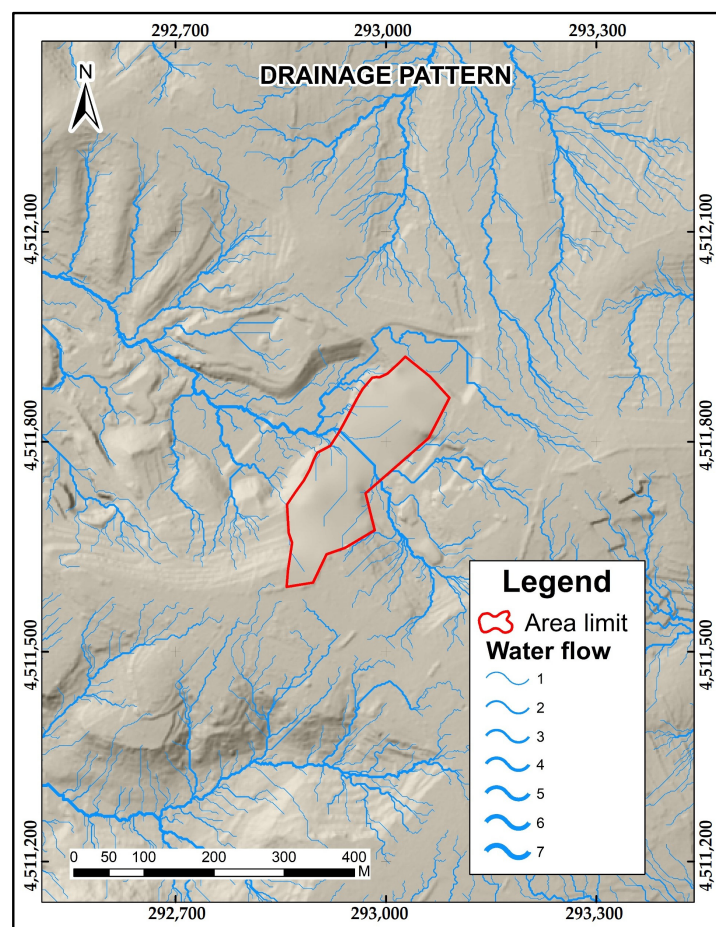 292,700 293,000 293,300
DRAINAGE PATTERN
N
4,512,100 4,512,100
4,511,800 4,511,800
Legend
Area limit
Water flow
4,511,500 4,511,500
1
2
3
4
5
6
7
4,511,200 4,511,200
0 50 100 200 300 400
M
292,700 293,000 293,300